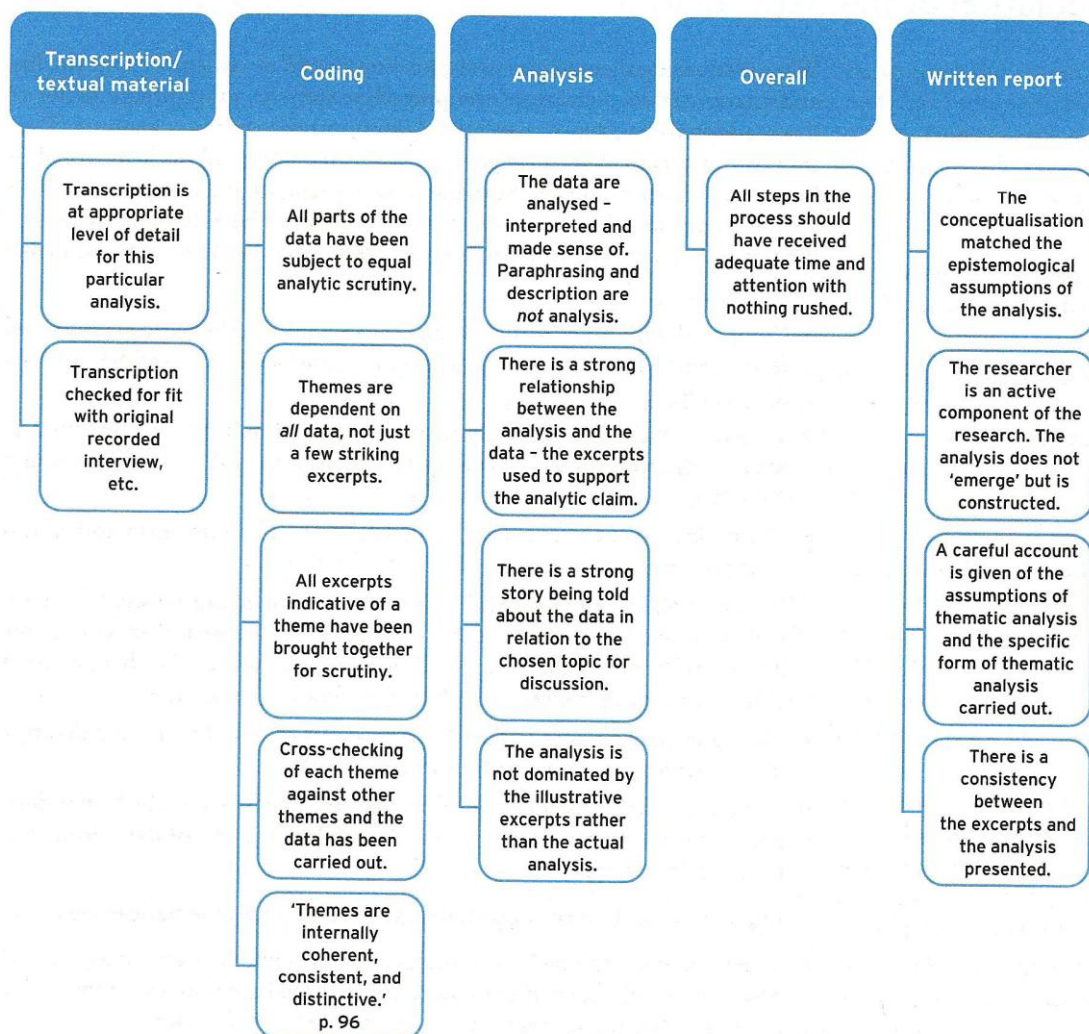 Transcription/
textual material
Transcription is
at appropriate
level of detail
for this
particular
analysis.
Transcription
checked for fit
with original
recorded
interview,
etc.
Coding
All parts of the
data have been
subject to equal
analytic scrutiny.
Themes are
dependent on
all data, not just
a few striking
excerpts.
All excerpts
indicative of a
theme have been
brought together
for scrutiny.
Cross-checking
of each theme
against other
themes and the
data has been
carried out.
‘Themes are
internally
coherent,
consistent, and
distinctive.’
p. 96
Analysis
The data are
analysed –
interpreted and
made sense of.
Paraphrasing and
description are
not analysis.
There is a strong
relationship
between the
analysis and the
data – the excerpts
used to support
the analytic claim.
There is a strong
story being told
about the data in
relation to the
chosen topic for
discussion.
The analysis is
not dominated by
the illustrative
excerpts rather
than the actual
analysis.
Overall
All steps in the
process should
have received
adequate time and
attention with
nothing rushed.
Written report
The
conceptualisation
matched the
epistemological
assumptions of
the analysis.
The researcher
is an active
component of the
research. The
analysis does not
‘emerge’ but is
constructed.
A careful account
is given of the
assumptions of
thematic analysis
and the specific
form of thematic
analysis
carried out.
There is a
consistency
between
the excerpts and
the analysis
presented.